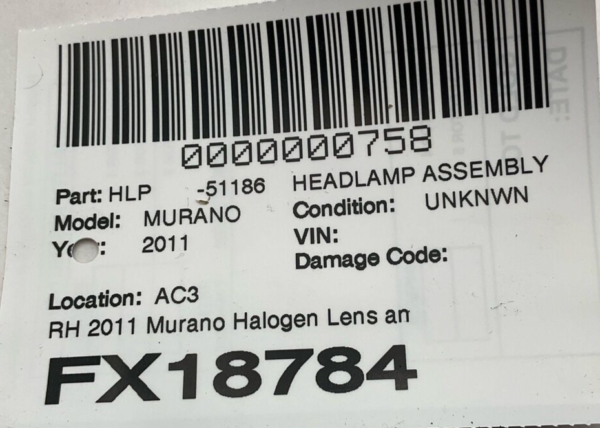 0000000758
Part: HLP -51186 HEADLAMP ASSEMBLY
Model: MURANO Condition: UNKNWN
2011 VIN:
Damage Code:
Location: AC3
RH 2011 Murano Halogen Lens an
FX18784
DATE: